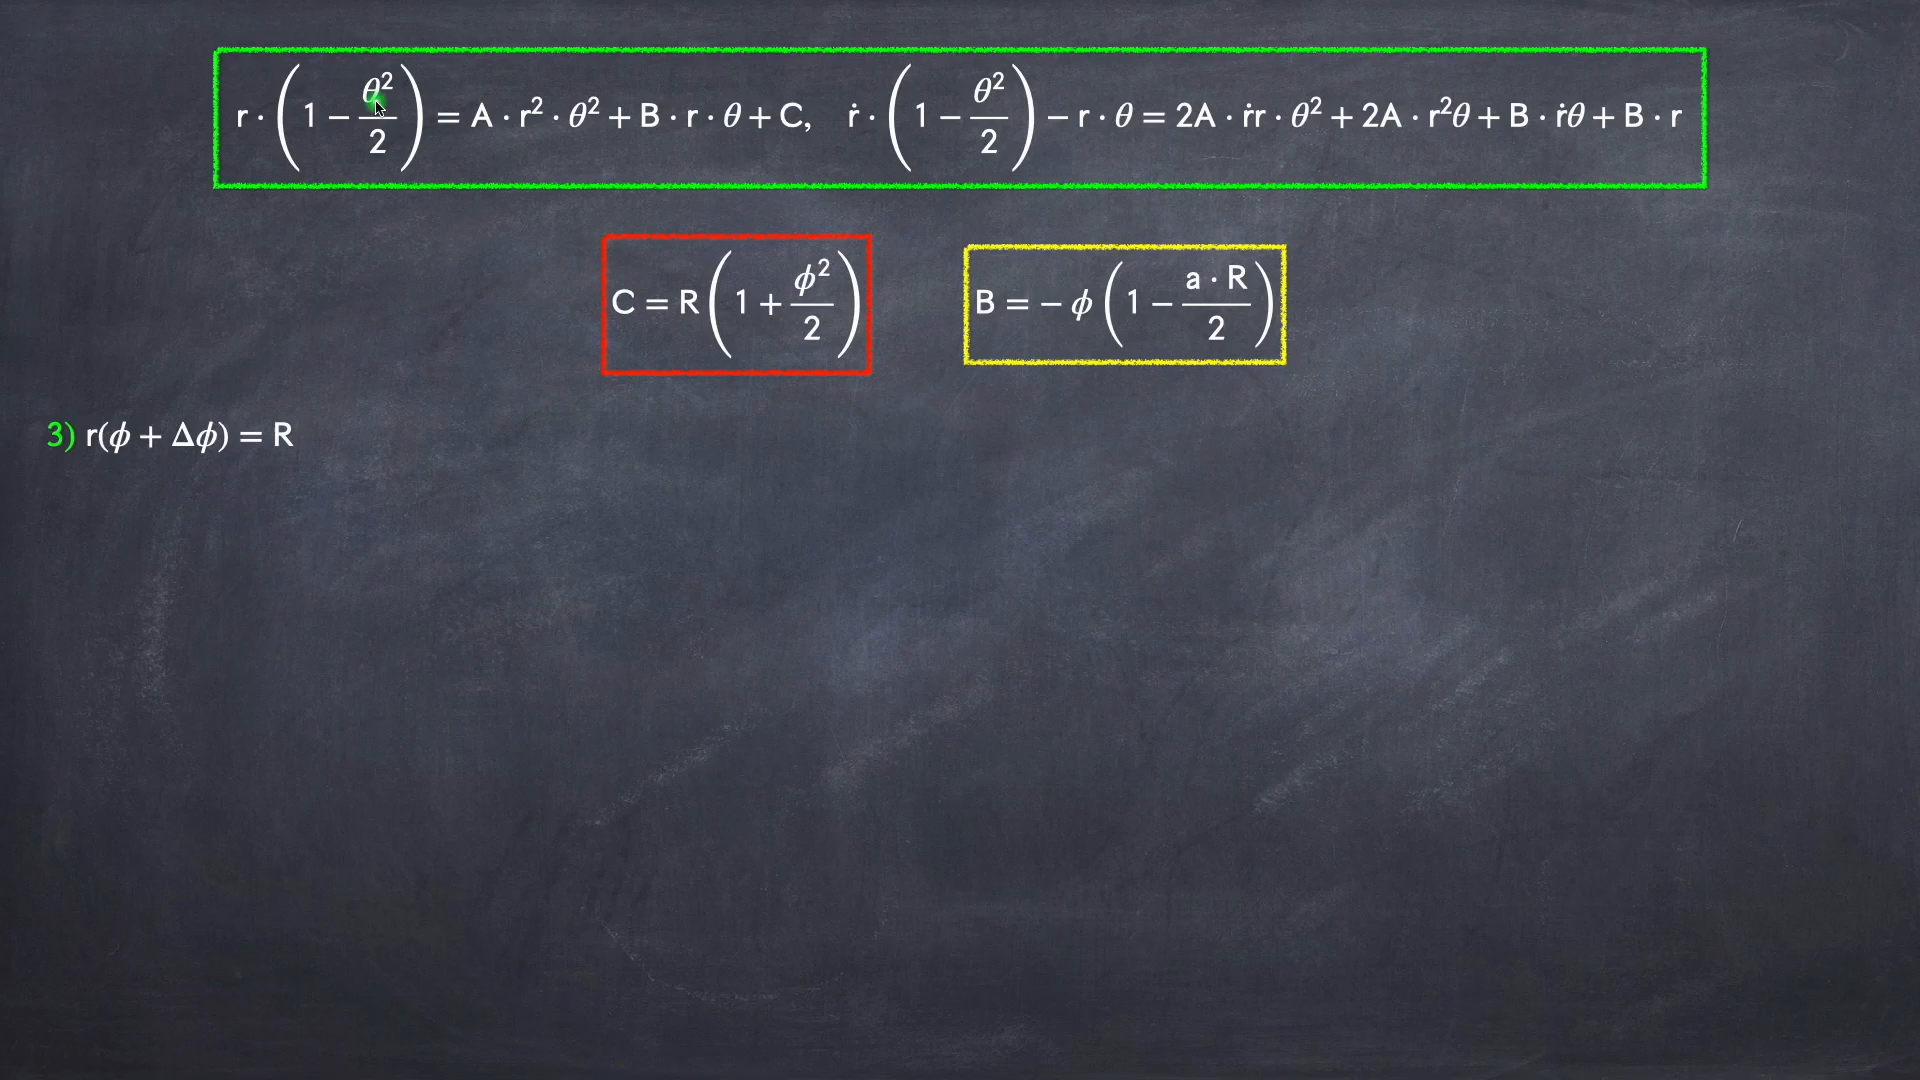 r · (1 − θ²/2) = A · r² · θ² + B · r · θ + C, ṙ · (1 − θ²/2) − r · θ = 2A · ṙr · θ² + 2A · r²θ + B · ṙθ + B · r
C = R (1 + ϕ²/2) B = − ϕ (1 − a · R/2)
3) r(ϕ + Δϕ) = R